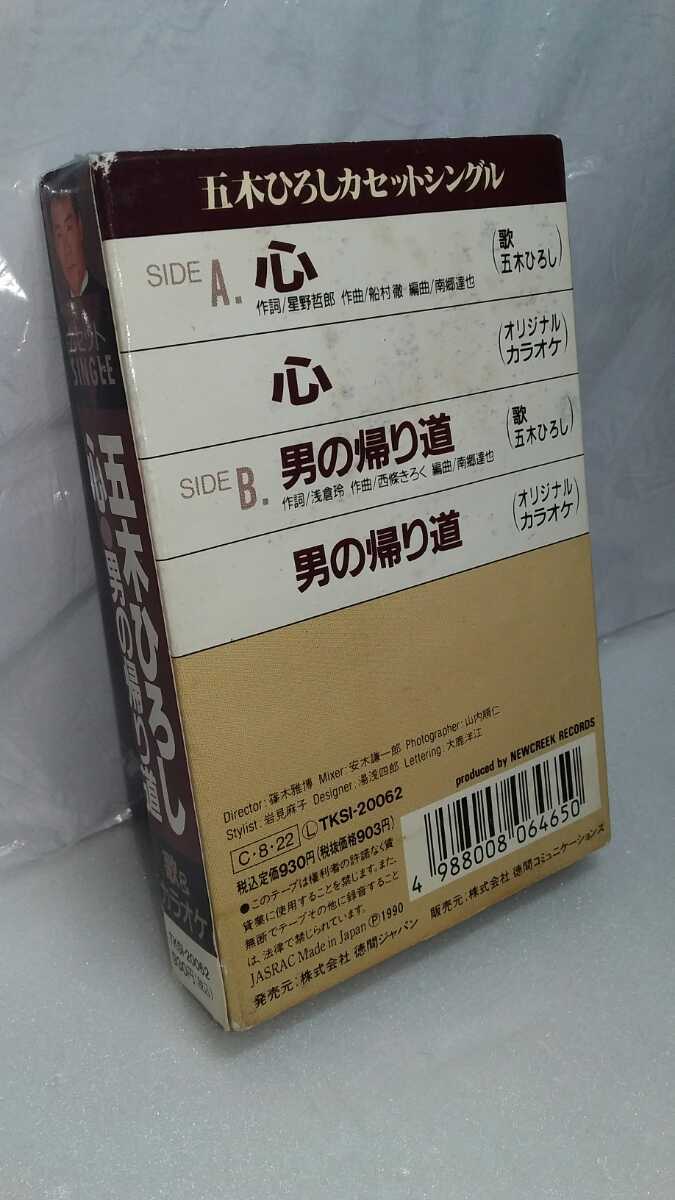 五木ひろしカセットシングル
SIDE A.
心
作詞/星野哲郎 作曲/船村徹 編曲/南郷達也
(歌
五木ひろし)
心
(オリジナル
カラオケ)
SIDE B.
男の帰り道
作詞/浅倉玲 作曲/西條きろく 編曲/南郷達也
(歌
五木ひろし)
男の帰り道
(オリジナル
カラオケ)
Director:篠木雅博 Mixer:安木謙一郎 Photographer:山内順仁
Stylist:岩見麻子 Designer:湯浅四郎 Lettering:大鹿洋江
produced by NEWCREEK RECORDS
C・8・22 Ⓛ TKSI-20062
税込定価930円(税抜価格903円)
●このテープは権利者の許諾なく賃
貸業に使用することを禁じます。また、
無断でテープその他に録音すること
は、法律で禁じられています。
JASRAC Made in Japan Ⓟ1990
発売元:株式会社 徳間ジャパン
販売元:株式会社 徳間コミュニケーションズ
4 988008 064650
SINGLE
五木ひろし
心●男の帰り道
歌&
カラオケ
TKSI-20062
930円(税込)